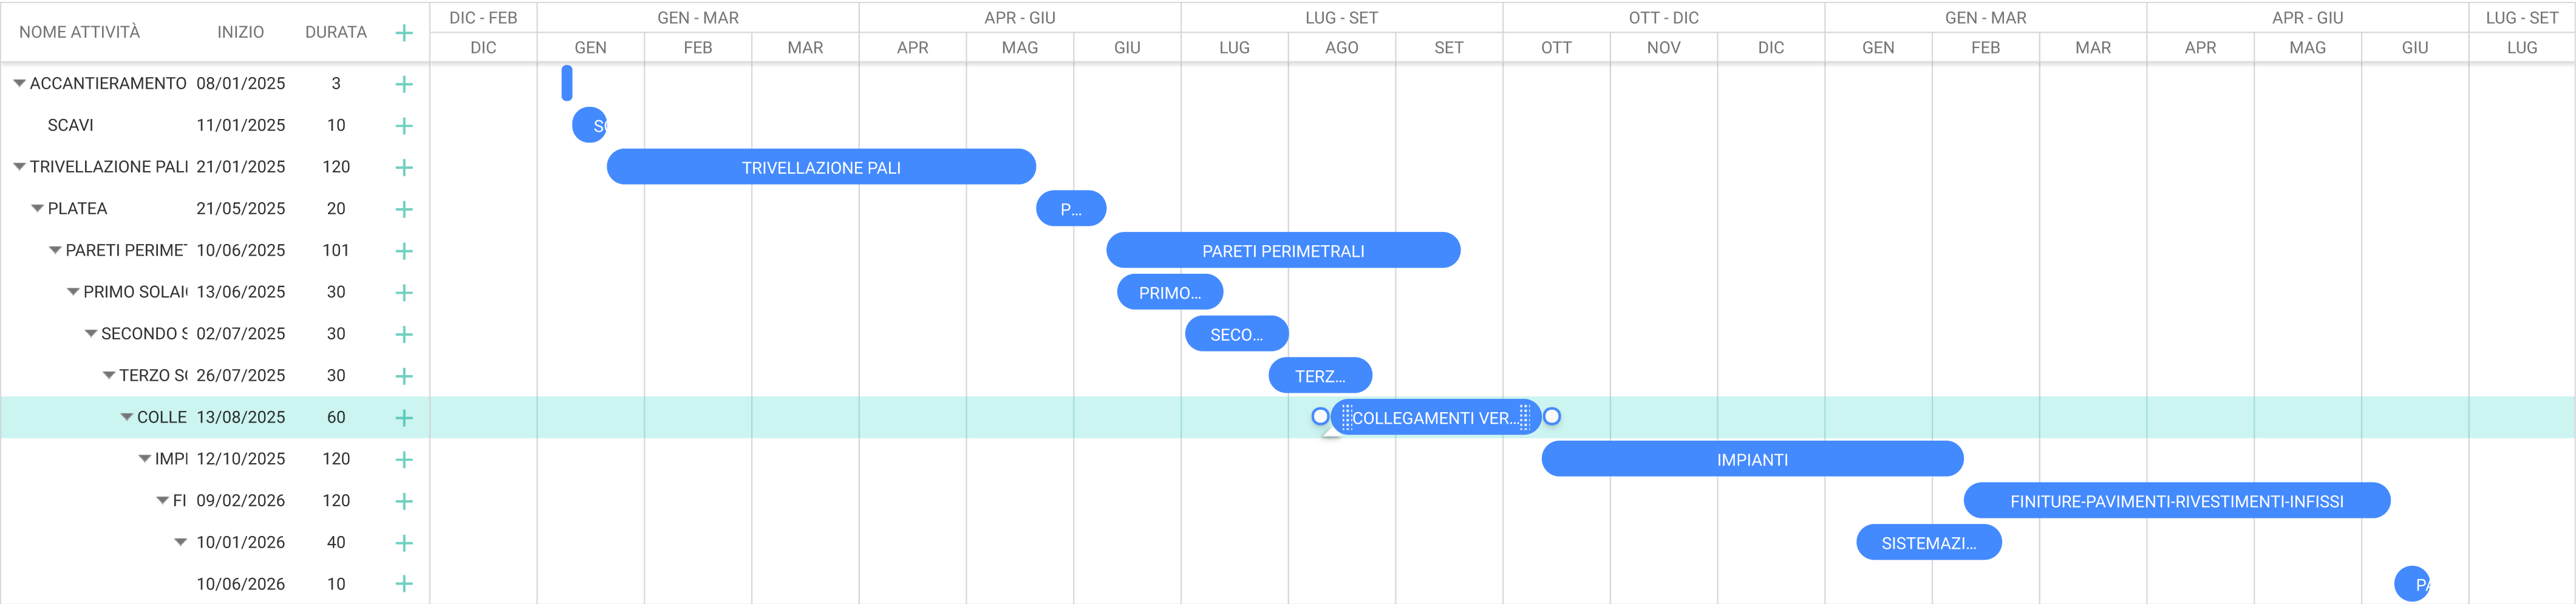 NOME ATTIVITÀ INIZIO DURATA + DIC - FEB GEN - MAR APR - GIU LUG - SET OTT - DIC GEN - MAR APR - GIU LUG - SET
DIC GEN FEB MAR APR MAG GIU LUG AGO SET OTT NOV DIC GEN FEB MAR APR MAG GIU LUG
ACCANTIERAMENTO 08/01/2025 3 +
SCAVI 11/01/2025 10 +
TRIVELLAZIONE PALI 21/01/2025 120 + TRIVELLAZIONE PALI
PLATEA 21/05/2025 20 + P...
PARETI PERIME 10/06/2025 101 + PARETI PERIMETRALI
PRIMO SOLAI 13/06/2025 30 + PRIMO...
SECONDO S 02/07/2025 30 + SECO...
TERZO S 26/07/2025 30 + TERZ...
COLLE 13/08/2025 60 + COLLEGAMENTI VER...
IMPI 12/10/2025 120 + IMPIANTI
FI 09/02/2026 120 + FINITURE-PAVIMENTI-RIVESTIMENTI-INFISSI
10/01/2026 40 + SISTEMAZI...
10/06/2026 10 + PA